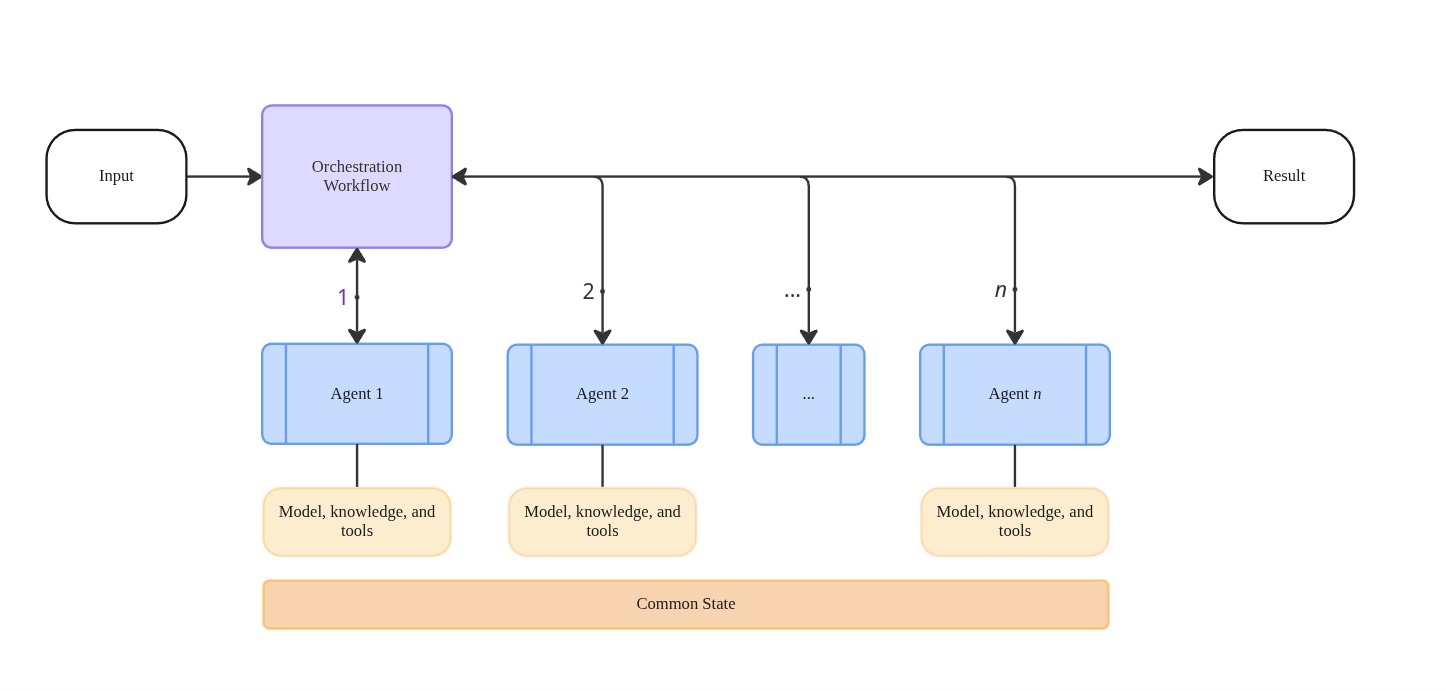 Input
Orchestration
Workflow
Result
1
2
...
n
Agent 1
Agent 2
...
Agent n
Model, knowledge, and
tools
Model, knowledge, and
tools
Model, knowledge, and
tools
Common State